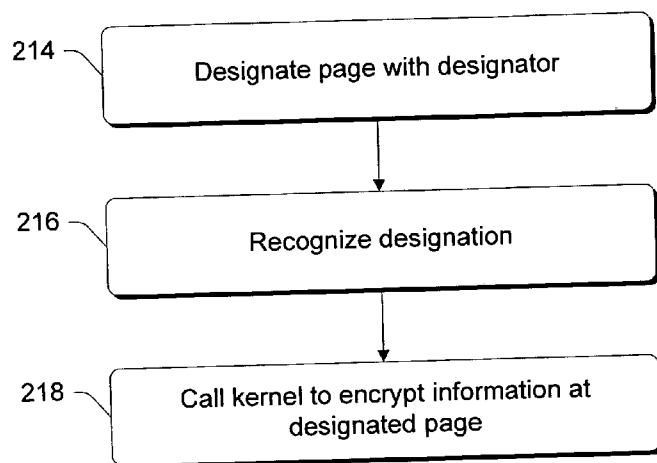 214
Designate page with designator
216
Recognize designation
218
Call kernel to encrypt information at
designated page